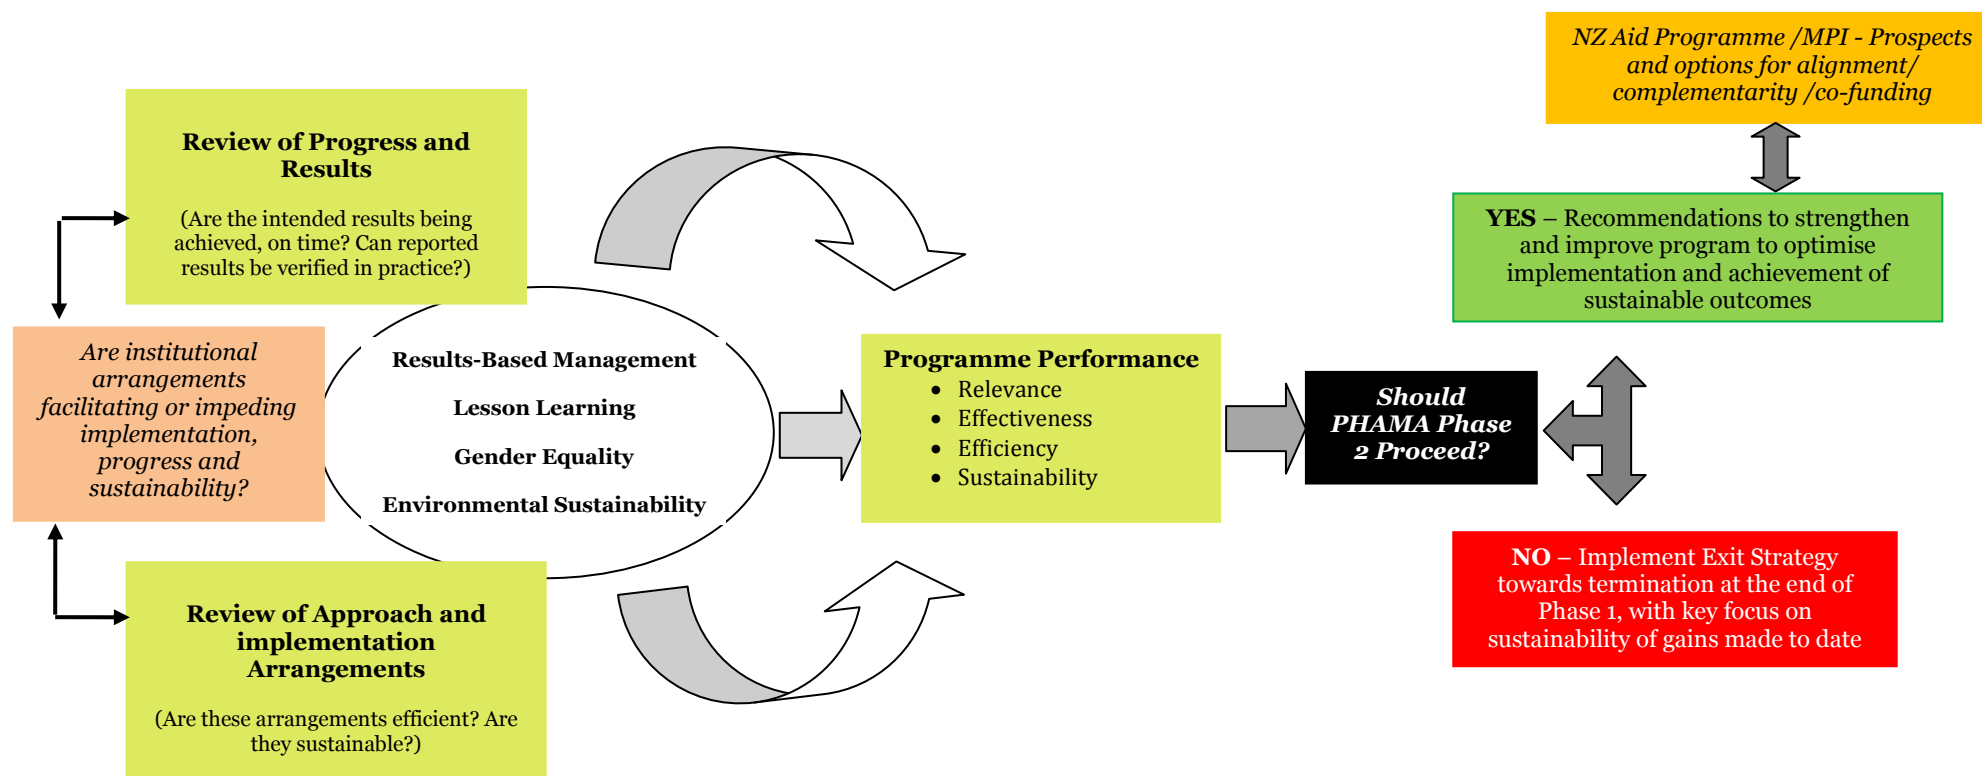 Review of Progress and
Results
(Are the intended results being
achieved, on time? Can reported
results be verified in practice?)
Are institutional
arrangements
facilitating or impeding
implementation,
progress and
sustainability?
Review of Approach and
implementation
Arrangements
(Are these arrangements efficient? Are
they sustainable?)
Results-Based Management
Lesson Learning
Gender Equality
Environmental Sustainability
Programme Performance
• Relevance
• Effectiveness
• Efficiency
• Sustainability
Should
PHAMA Phase
2 Proceed?
NZ Aid Programme /MPI - Prospects
and options for alignment/
complementarity /co-funding
YES – Recommendations to strengthen
and improve program to optimise
implementation and achievement of
sustainable outcomes
NO – Implement Exit Strategy
towards termination at the end of
Phase 1, with key focus on
sustainability of gains made to date